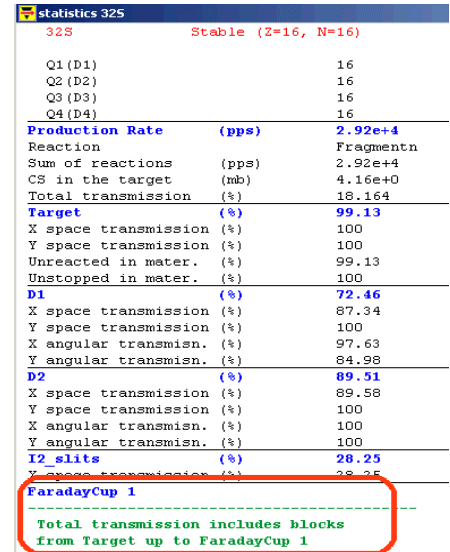 statistics 32S
32S Stable (Z=16, N=16)
Q1(D1) 16
Q2(D2) 16
Q3(D3) 16
Q4(D4) 16
Production Rate (pps) 2.92e+4
Reaction Fragmentn
Sum of reactions (pps) 2.92e+4
CS in the target (mb) 4.16e+0
Total transmission (%) 18.164
Target (%) 99.13
X space transmission (%) 100
Y space transmission (%) 100
Unreacted in mater. (%) 99.13
Unstopped in mater. (%) 100
D1 (%) 72.46
X space transmission (%) 87.34
Y space transmission (%) 100
X angular transmisn. (%) 97.63
Y angular transmisn. (%) 84.98
D2 (%) 89.51
X space transmission (%) 89.58
Y space transmission (%) 100
X angular transmisn. (%) 100
Y angular transmisn. (%) 100
I2_slits (%) 28.25
X space transmission (%) 28.25
FaradayCup 1
------------------------------------------
Total transmission includes blocks
from Target up to FaradayCup 1